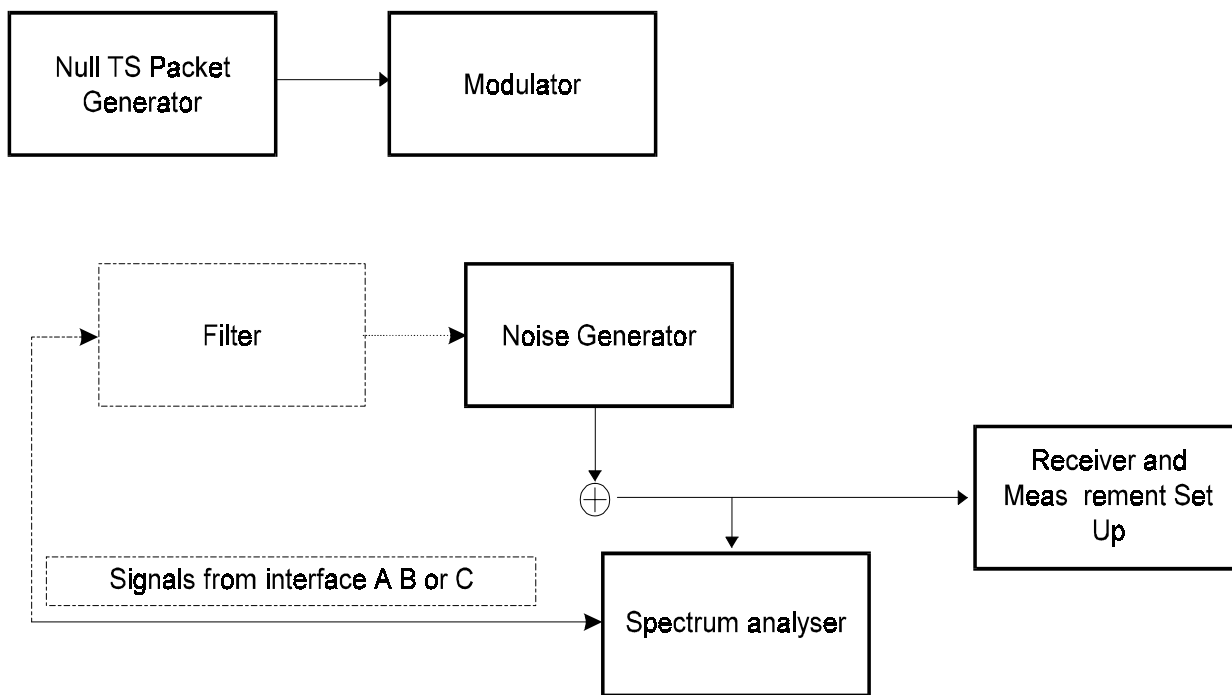 Null TS Packet
Generator
Modulator
Filter
Noise Generator
Receiver and
Meas rement Set
Up
Signals from interface A B or C
Spectrum analyser